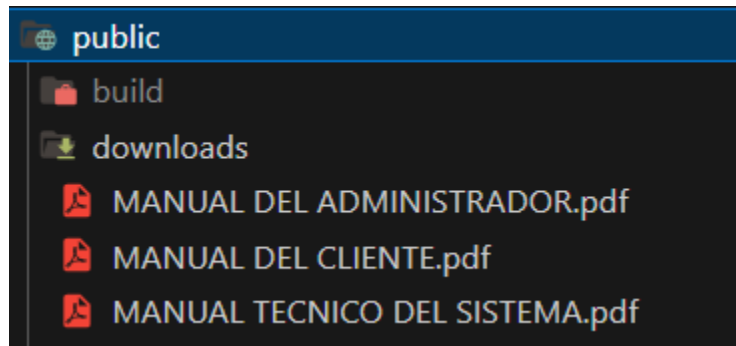 public
build
downloads
MANUAL DEL ADMINISTRADOR.pdf
MANUAL DEL CLIENTE.pdf
MANUAL TECNICO DEL SISTEMA.pdf